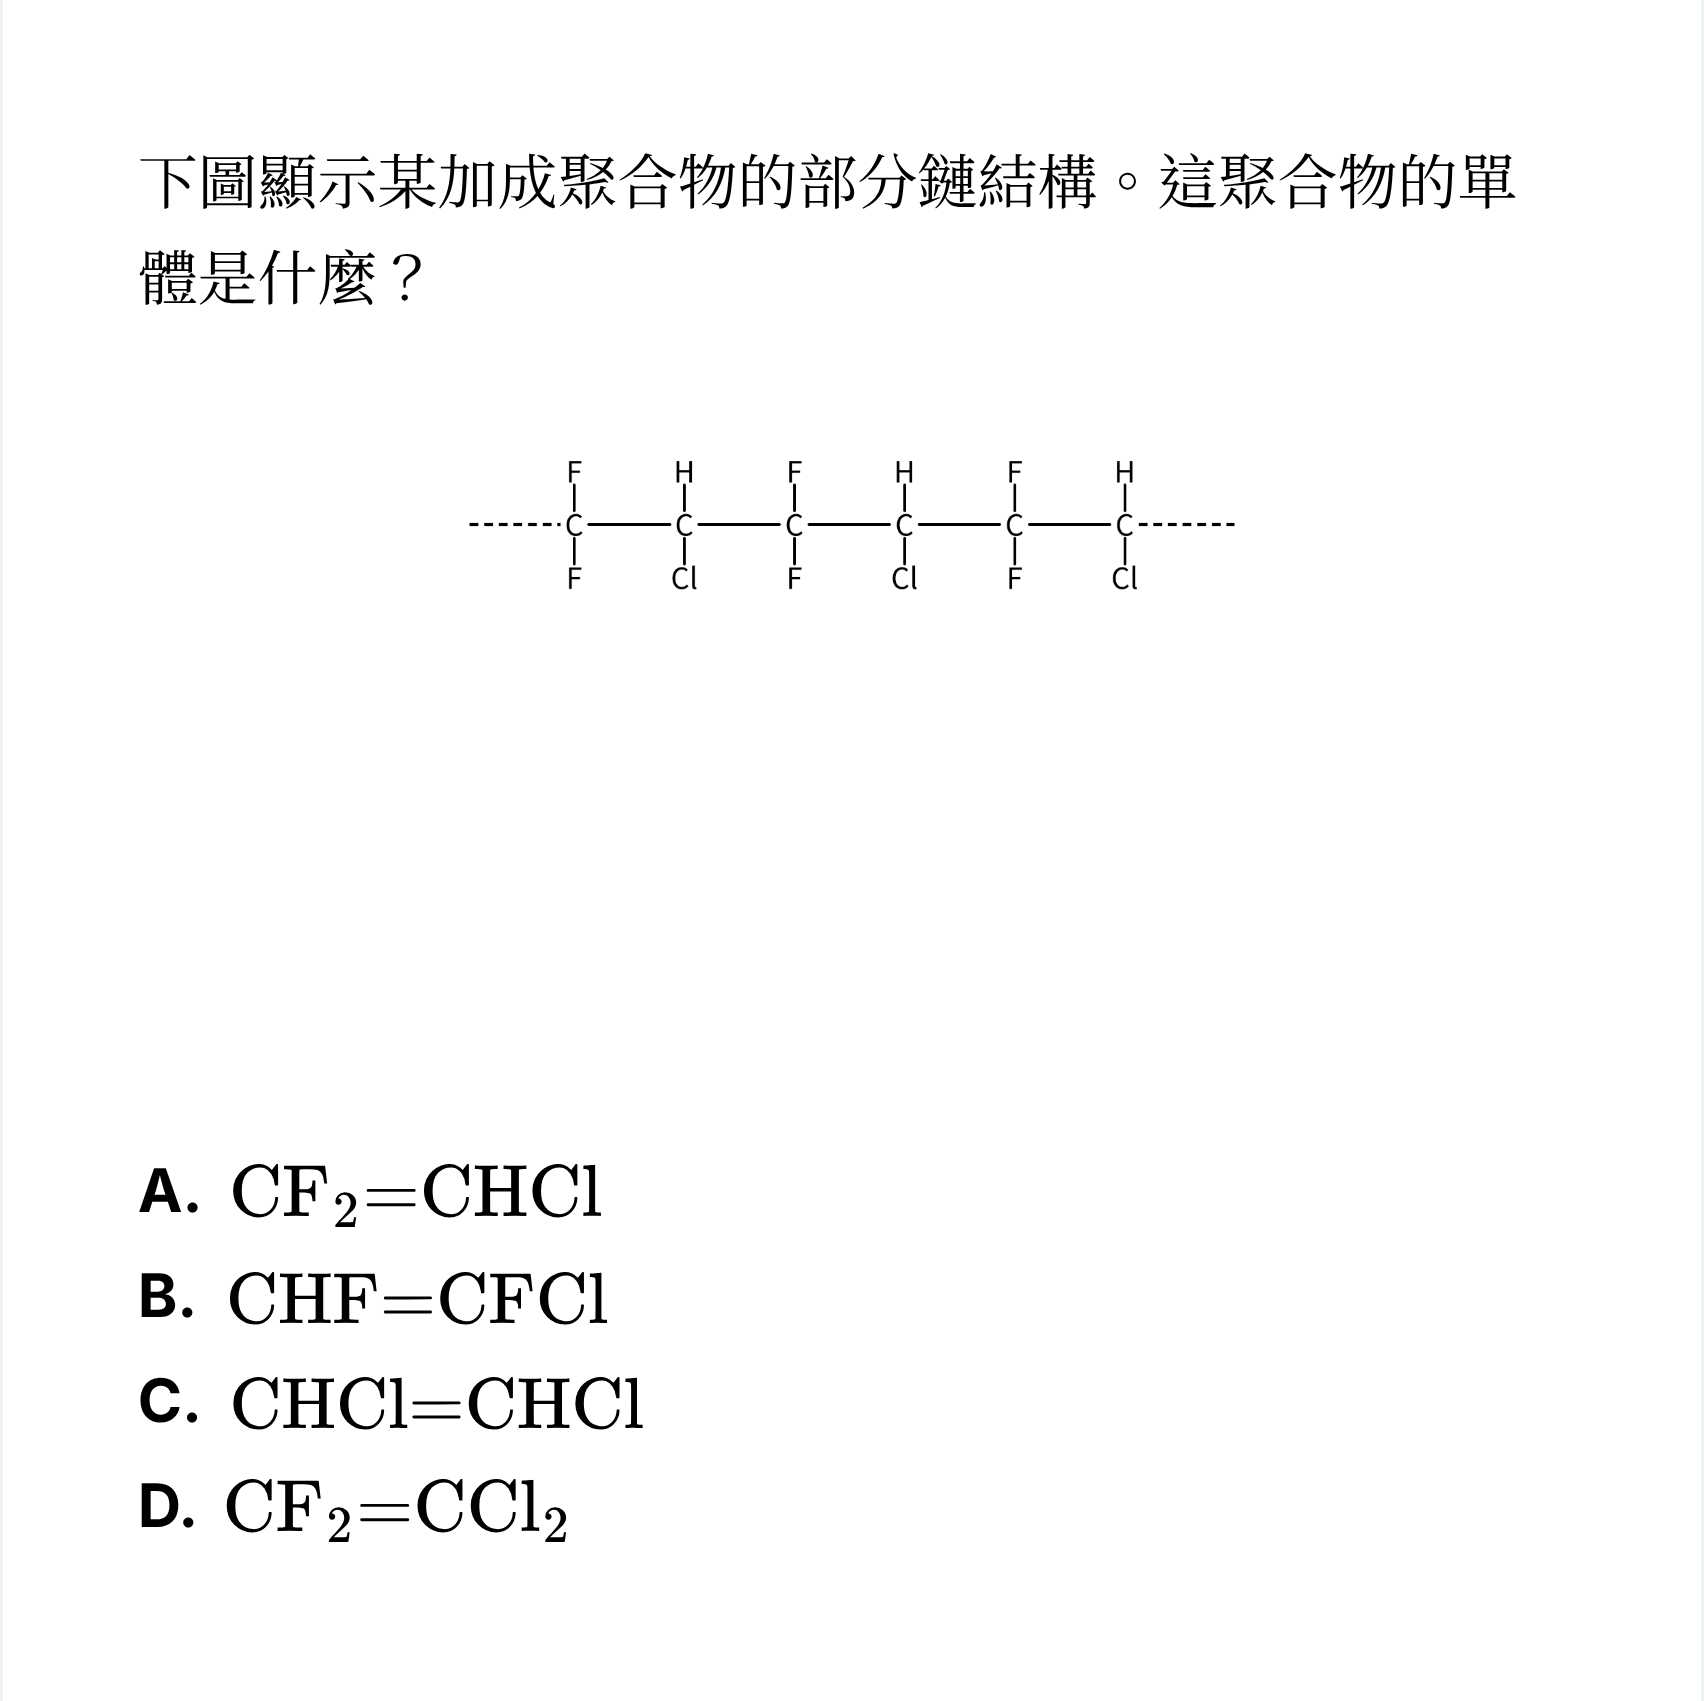 下圖顯示某加成聚合物的部分鏈結構。這聚合物的單
體是什麼？
F H F H F H
C C C C C C
F Cl F Cl F Cl
A. CF₂=CHCl
B. CHF=CFCl
C. CHCl=CHCl
D. CF₂=CCl₂